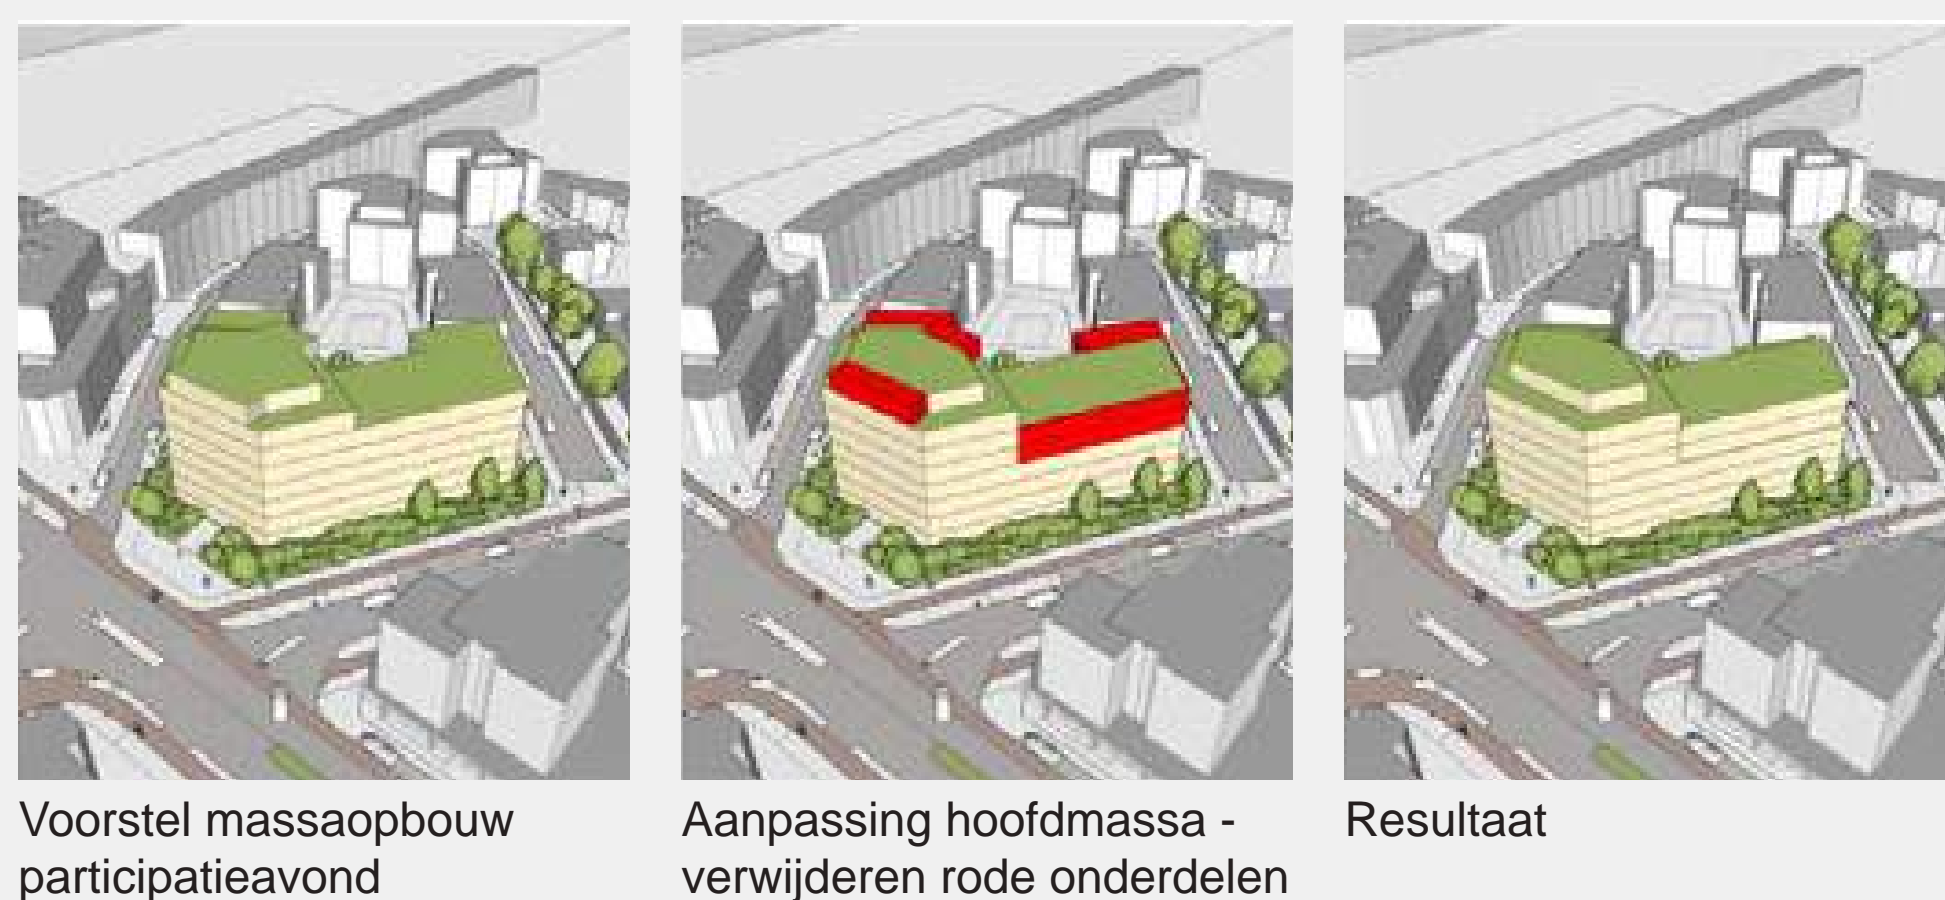 Voorstel massaopbouw
participatieavond
Aanpassing hoofdmassa -
verwijderen rode onderdelen
Resultaat